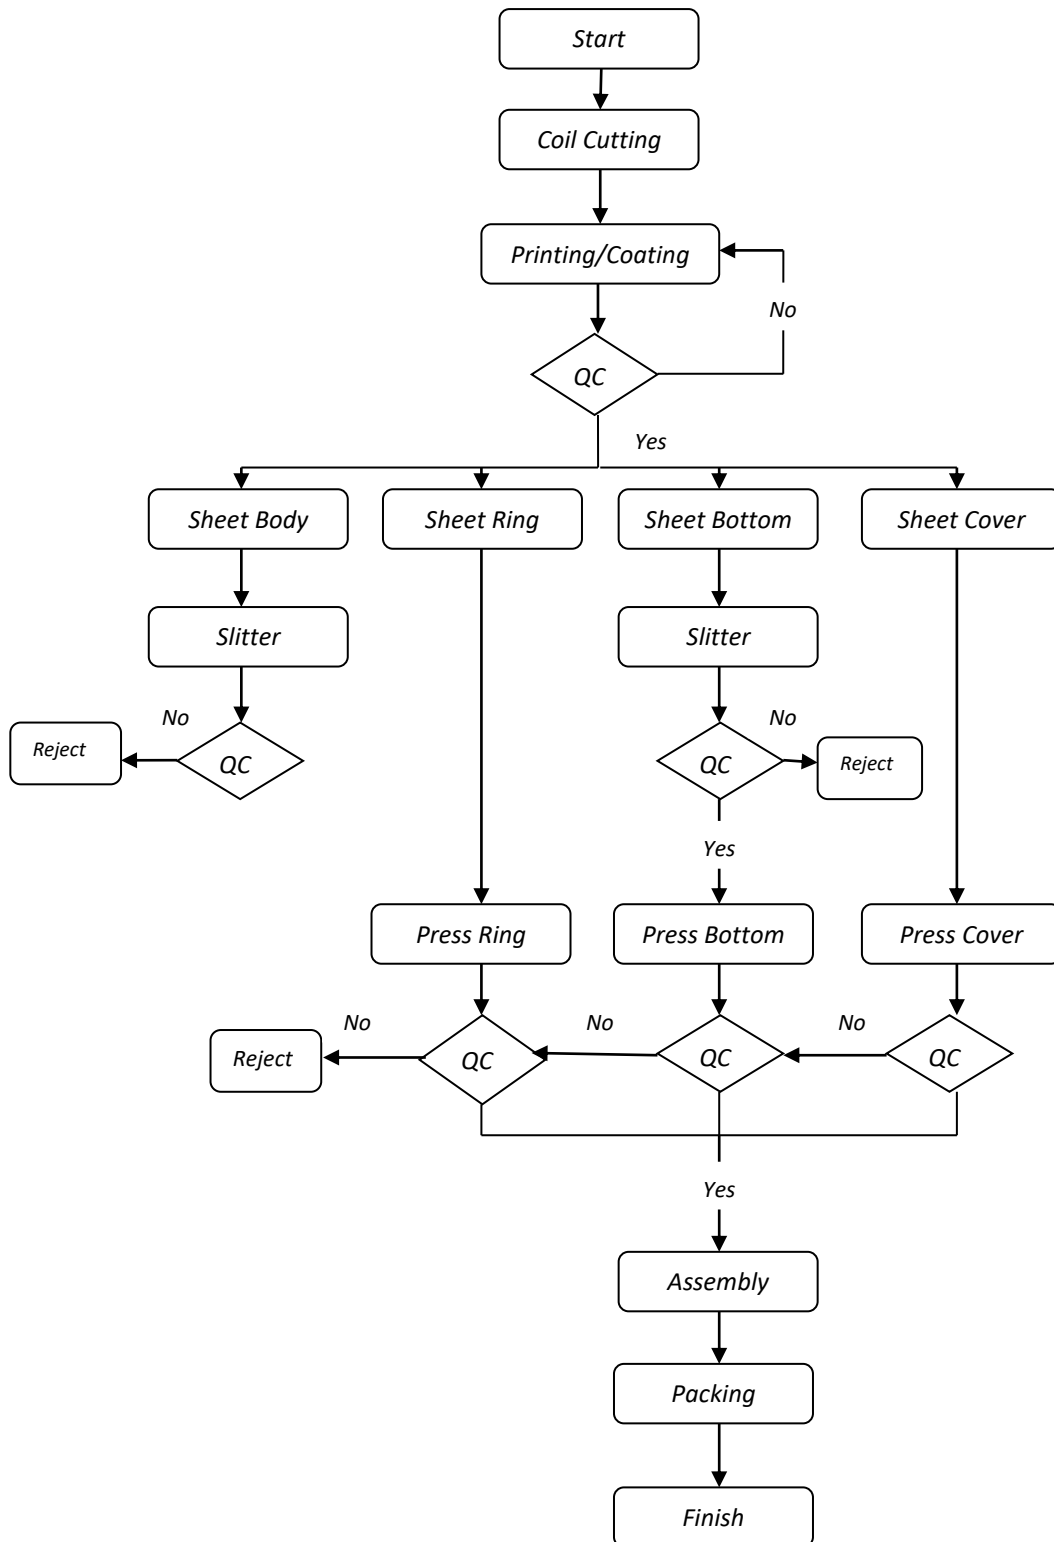 Start
Coil Cutting
Printing/Coating
No
QC
Yes
Sheet Body
Sheet Ring
Sheet Bottom
Sheet Cover
Slitter
Slitter
No
No
Reject
QC
QC
Reject
Yes
Press Ring
Press Bottom
Press Cover
No
No
No
Reject
QC
QC
QC
Yes
Assembly
Packing
Finish